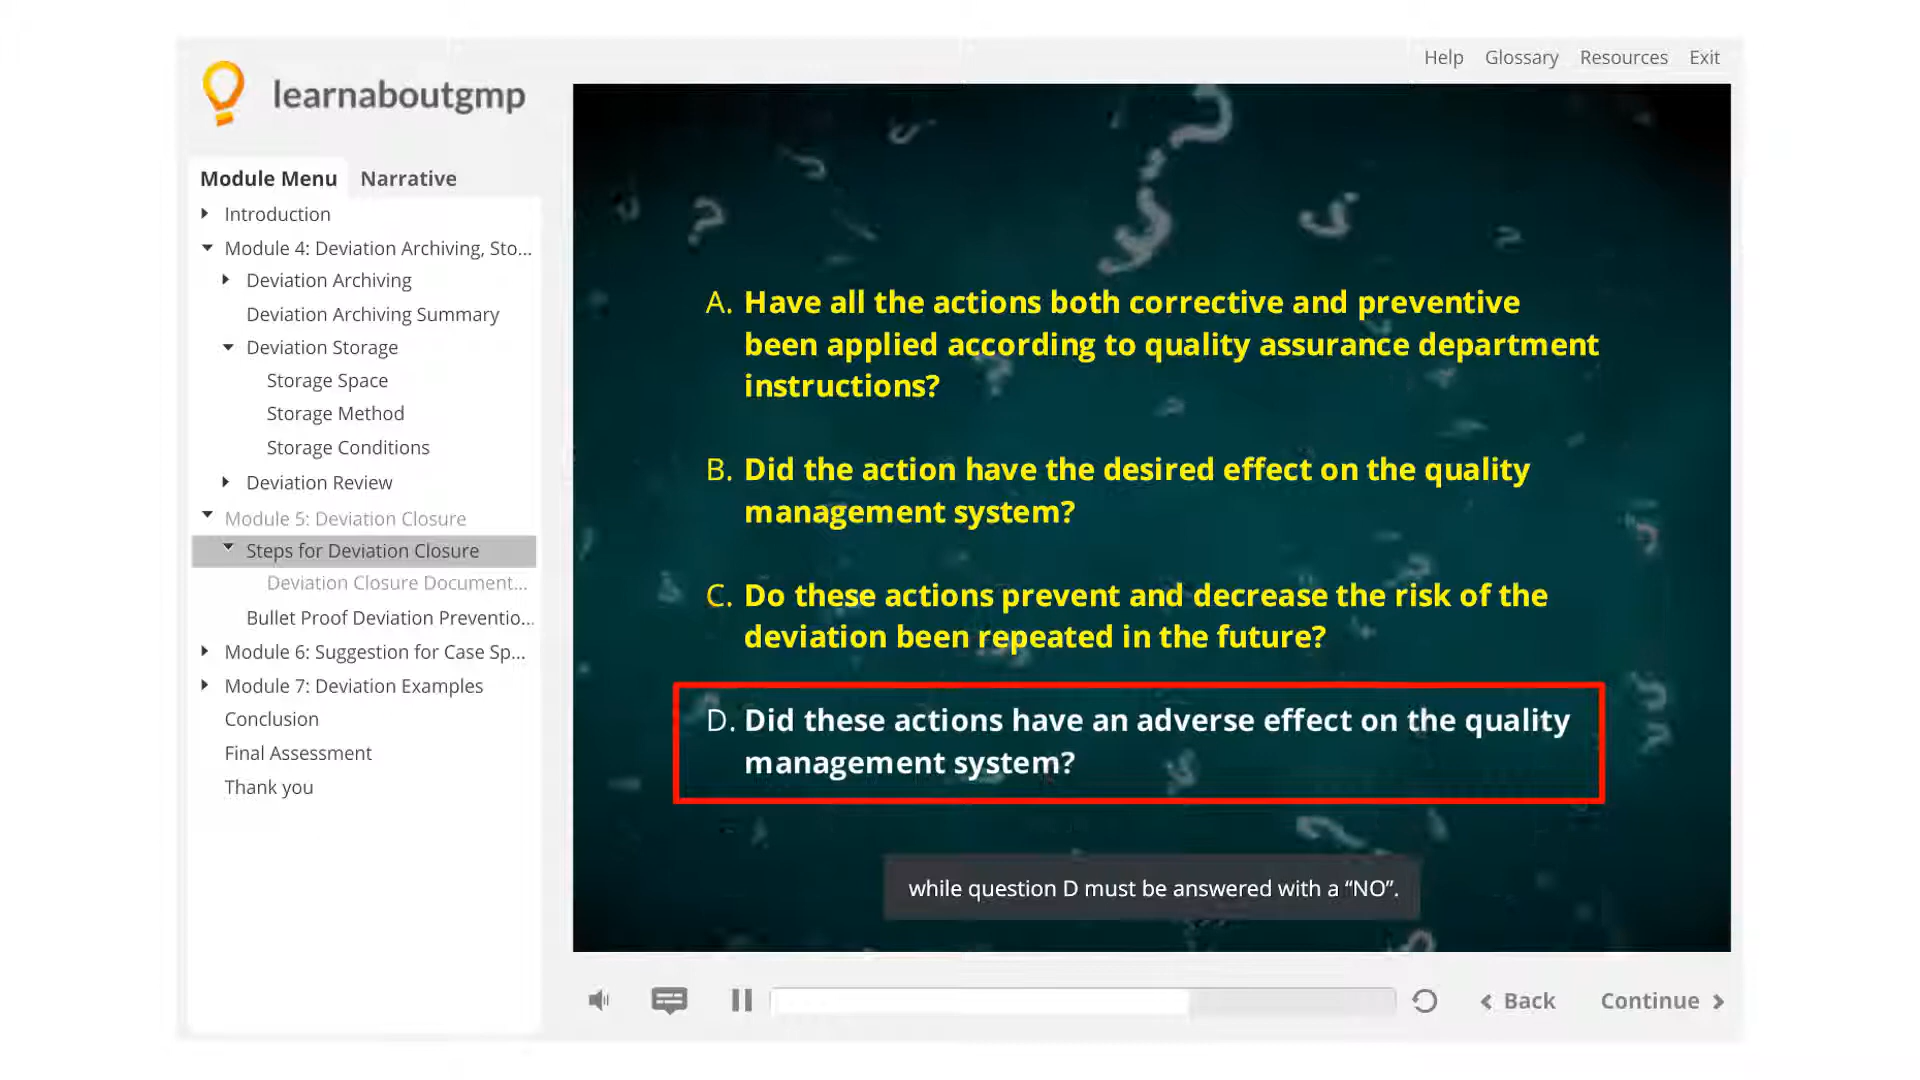 Help Glossary Resources Exit
learnaboutgmp
Module Menu Narrative
Introduction
Module 4: Deviation Archiving, Sto...
Deviation Archiving
Deviation Archiving Summary
Deviation Storage
Storage Space
Storage Method
Storage Conditions
Deviation Review
Module 5: Deviation Closure
Steps for Deviation Closure
Deviation Closure Document...
Bullet Proof Deviation Preventio...
Module 6: Suggestion for Case Sp...
Module 7: Deviation Examples
Conclusion
Final Assessment
Thank you
A. Have all the actions both corrective and preventive
been applied according to quality assurance department
instructions?
B. Did the action have the desired effect on the quality
management system?
C. Do these actions prevent and decrease the risk of the
deviation been repeated in the future?
D. Did these actions have an adverse effect on the quality
management system?
while question D must be answered with a “NO”.
Back Continue